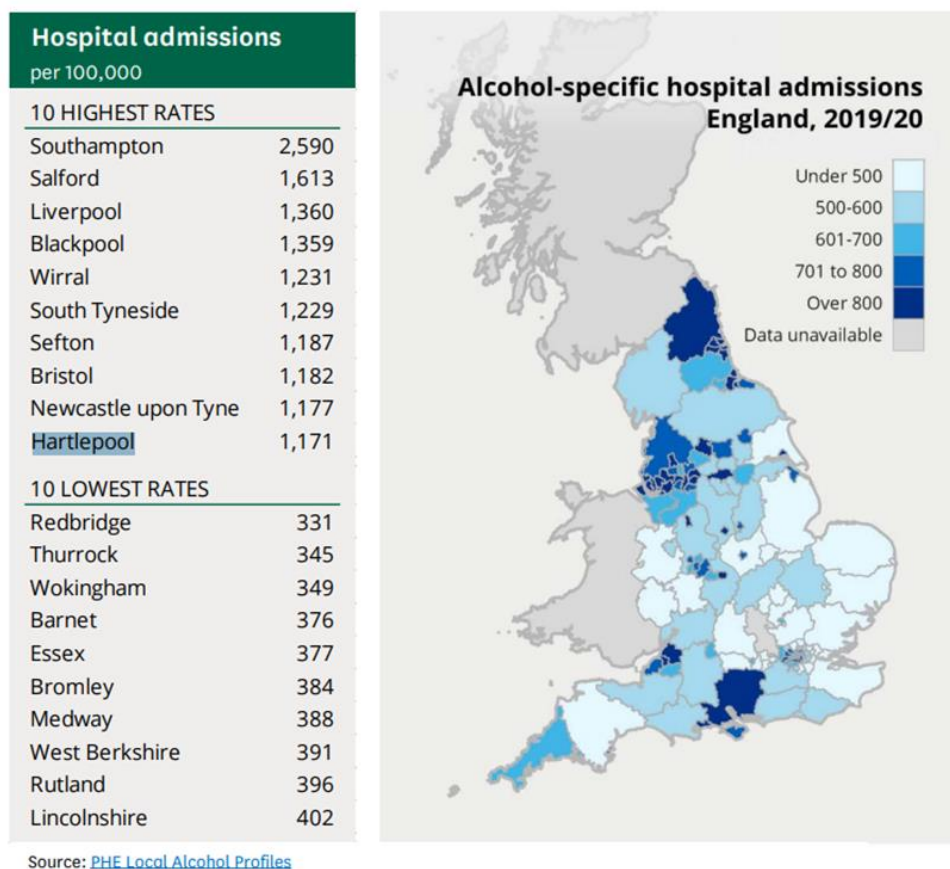 Hospital admissions
per 100,000
10 HIGHEST RATES
Southampton 2,590
Salford 1,613
Liverpool 1,360
Blackpool 1,359
Wirral 1,231
South Tyneside 1,229
Sefton 1,187
Bristol 1,182
Newcastle upon Tyne 1,177
Hartlepool 1,171
10 LOWEST RATES
Redbridge 331
Thurrock 345
Wokingham 349
Barnet 376
Essex 377
Bromley 384
Medway 388
West Berkshire 391
Rutland 396
Lincolnshire 402
Source: PHE Local Alcohol Profiles
Alcohol-specific hospital admissions
England, 2019/20
Under 500
500-600
601-700
701 to 800
Over 800
Data unavailable